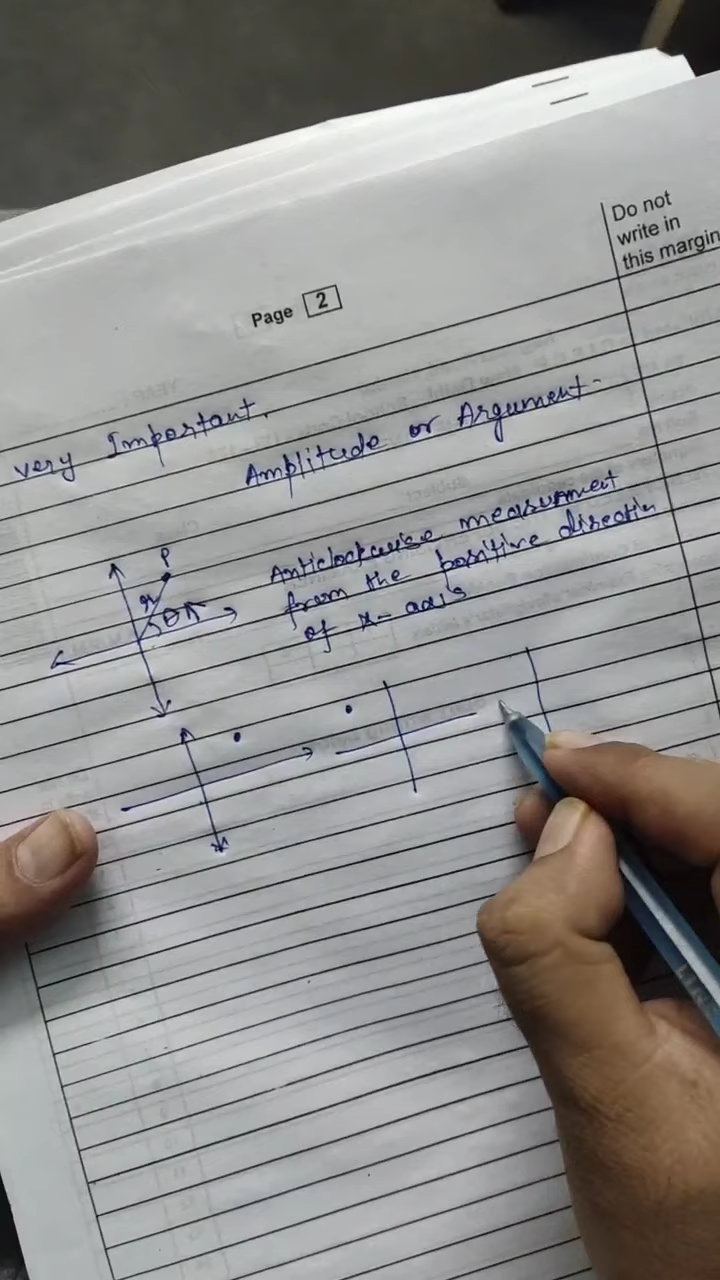 Do not
write in
this margin
Page 2
very Important.
Amplitude or Argument
P
r
θ
Anticlockwise measurment
from the positive direction
of x-axis